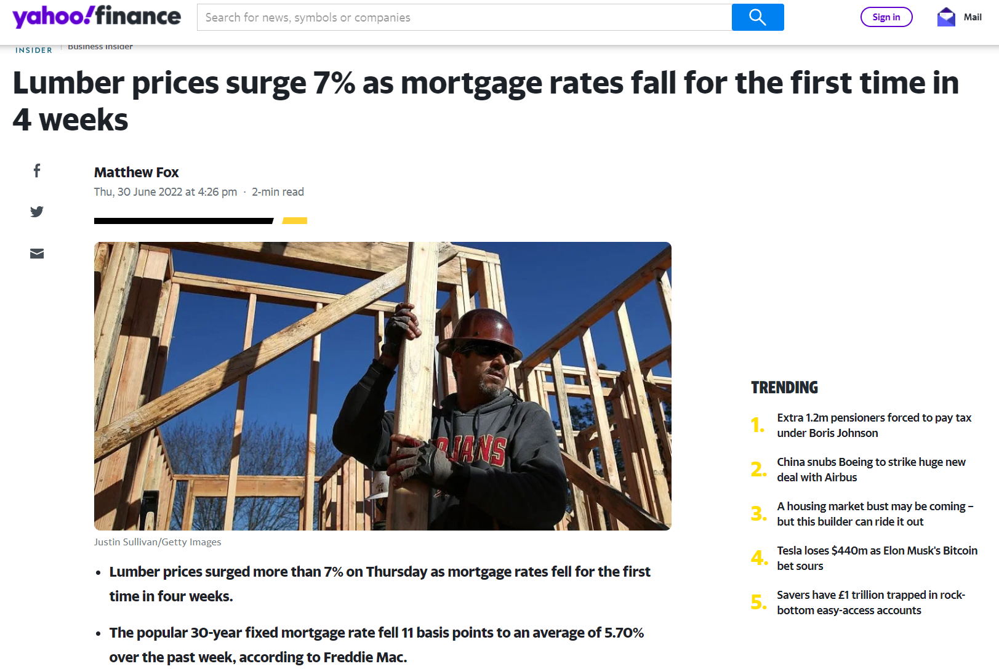 yahoo!finance
Search for news, symbols or companies
Sign in
Mail
INSIDER
Business Insider
Lumber prices surge 7% as mortgage rates fall for the first time in
4 weeks
Matthew Fox
Thu, 30 June 2022 at 4:26 pm · 2-min read
JANS
Justin Sullivan/Getty Images
• Lumber prices surged more than 7% on Thursday as mortgage rates fell for the first
time in four weeks.
• The popular 30-year fixed mortgage rate fell 11 basis points to an average of 5.70%
over the past week, according to Freddie Mac.
TRENDING
1. Extra 1.2m pensioners forced to pay tax
under Boris Johnson
2. China snubs Boeing to strike huge new
deal with Airbus
3. A housing market bust may be coming –
but this builder can ride it out
4. Tesla loses $440m as Elon Musk's Bitcoin
bet sours
5. Savers have £1 trillion trapped in rock-
bottom easy-access accounts